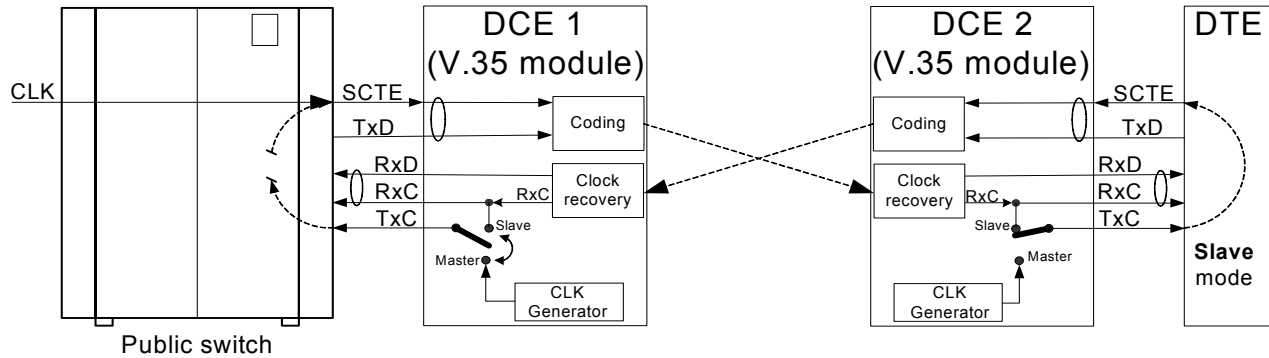 DCE 1
(V.35 module)
DCE 2
(V.35 module)
DTE
CLK
SCTE
TxD
RxD
RxC
TxC
Coding
Clock
recovery
RxC
Slave
Master
CLK
Generator
Coding
Clock
recovery
RxC
Slave
Master
CLK
Generator
SCTE
TxD
RxD
RxC
TxC
Slave
mode
Public switch